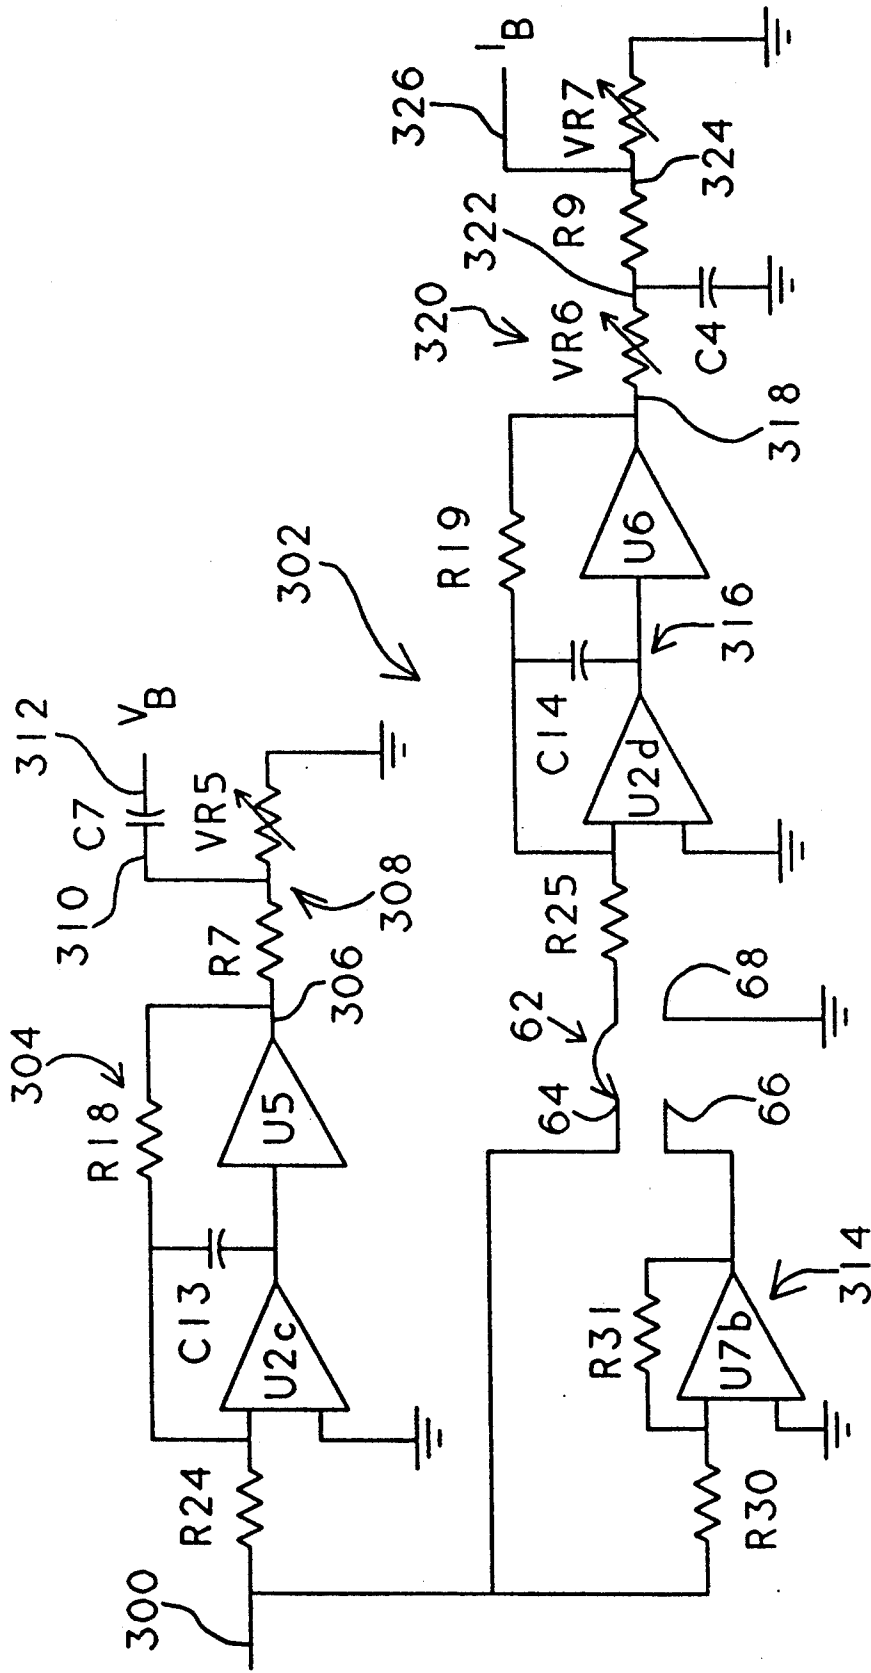 300
R24
U2c
C13
R18
304
U5
306
R7
308
310
C7
312
VB
VR5
302
R30
U7b
R31
314
64
62
66
68
R25
U2d
C14
316
R19
U6
318
320
VR6
322
C4
R9
324
326
VR7
IB